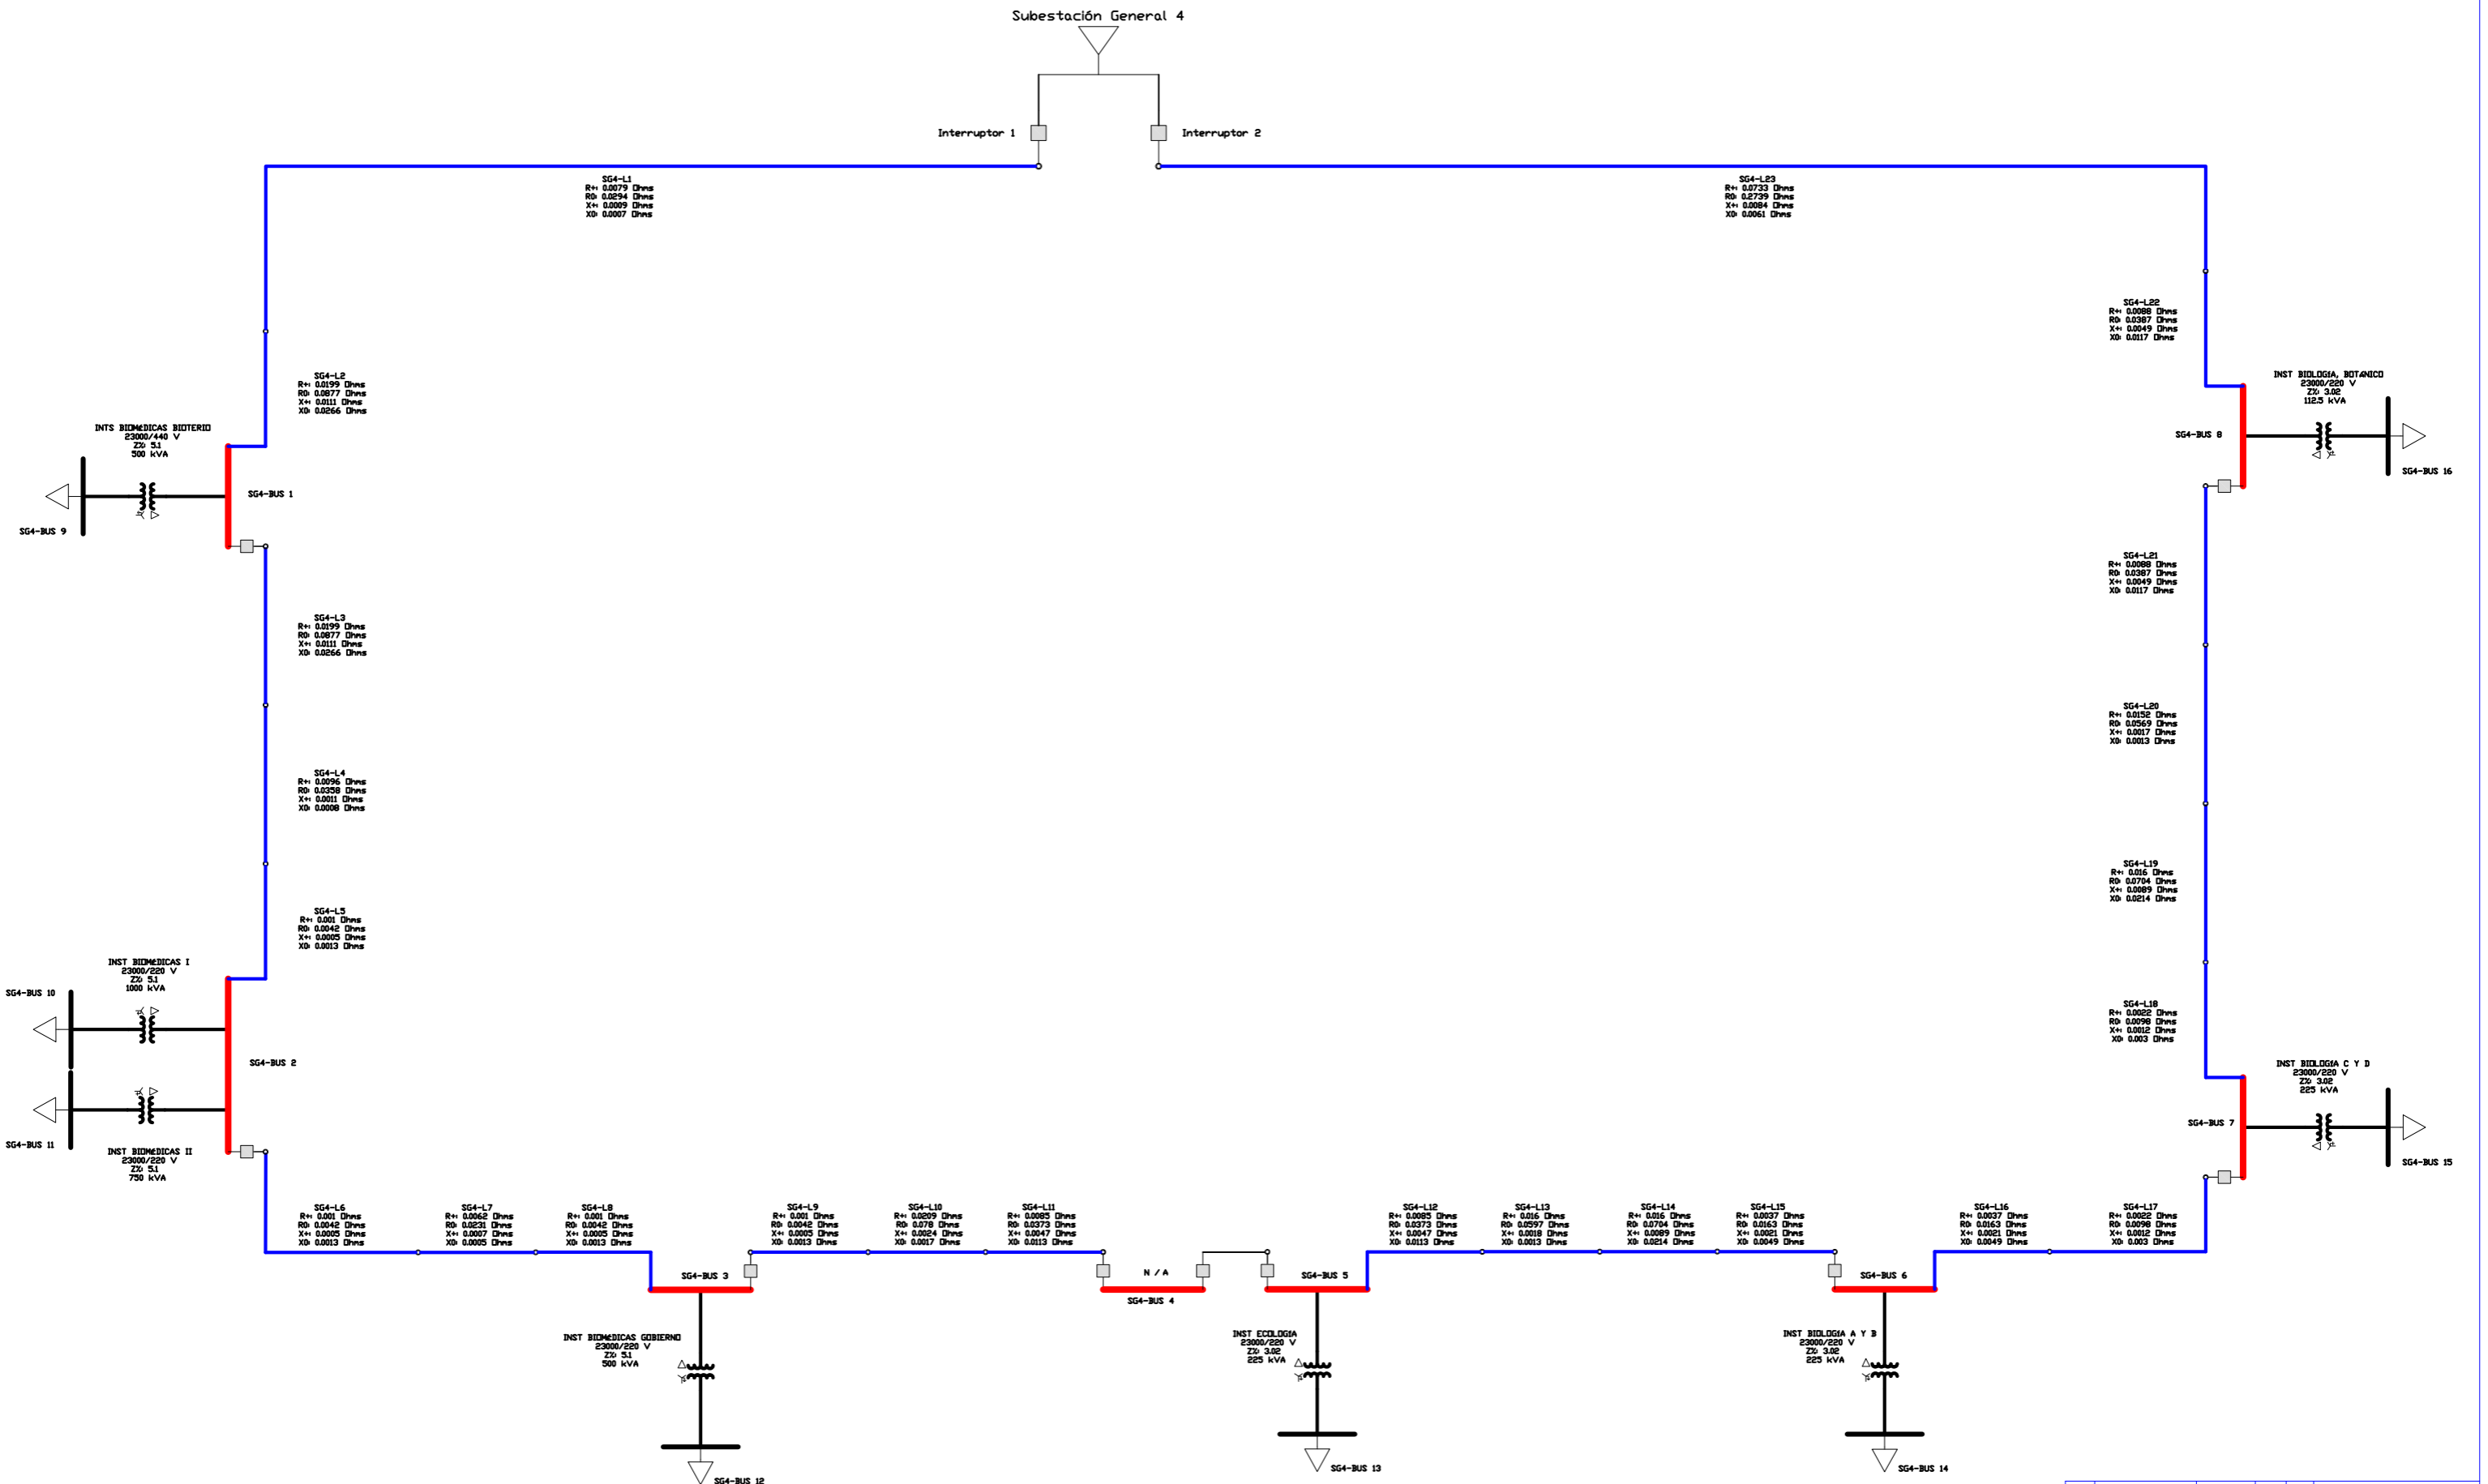 Subestación General 4
Interruptor 1
Interruptor 2
SG4-L1
R+: 0.0079 Ohms
R0: 0.0294 Ohms
X+: 0.0009 Ohms
X0: 0.0007 Ohms
SG4-L23
R+: 0.0733 Ohms
R0: 0.2739 Ohms
X+: 0.0084 Ohms
X0: 0.0061 Ohms
SG4-L22
R+: 0.0088 Ohms
R0: 0.0387 Ohms
X+: 0.0049 Ohms
X0: 0.0117 Ohms
SG4-L2
R+: 0.0199 Ohms
R0: 0.0877 Ohms
X+: 0.0111 Ohms
X0: 0.0266 Ohms
INST BIOLOGíA, BOTáNICO
23000/220 V
Z%: 3.02
112.5 kVA
SG4-BUS 8
SG4-BUS 16
INTS BIOMéDICAS BIOTERIO
23000/440 V
Z%: 5.1
500 kVA
SG4-BUS 1
SG4-BUS 9
SG4-L21
R+: 0.0088 Ohms
R0: 0.0387 Ohms
X+: 0.0049 Ohms
X0: 0.0117 Ohms
SG4-L3
R+: 0.0199 Ohms
R0: 0.0877 Ohms
X+: 0.0111 Ohms
X0: 0.0266 Ohms
SG4-L20
R+: 0.0152 Ohms
R0: 0.0569 Ohms
X+: 0.0017 Ohms
X0: 0.0013 Ohms
SG4-L4
R+: 0.0096 Ohms
R0: 0.0358 Ohms
X+: 0.0011 Ohms
X0: 0.0008 Ohms
SG4-L19
R+: 0.016 Ohms
R0: 0.0704 Ohms
X+: 0.0089 Ohms
X0: 0.0214 Ohms
SG4-L5
R+: 0.001 Ohms
R0: 0.0042 Ohms
X+: 0.0005 Ohms
X0: 0.0013 Ohms
INST BIOMéDICAS I
23000/220 V
Z%: 5.1
1000 kVA
SG4-BUS 10
SG4-BUS 2
SG4-BUS 11
INST BIOMéDICAS II
23000/220 V
Z%: 5.1
750 kVA
SG4-L18
R+: 0.0022 Ohms
R0: 0.0098 Ohms
X+: 0.0012 Ohms
X0: 0.003 Ohms
INST BIOLOGíA C Y D
23000/220 V
Z%: 3.02
225 kVA
SG4-BUS 7
SG4-BUS 15
SG4-L6
R+: 0.001 Ohms
R0: 0.0042 Ohms
X+: 0.0005 Ohms
X0: 0.0013 Ohms
SG4-L7
R+: 0.0062 Ohms
R0: 0.0231 Ohms
X+: 0.0007 Ohms
X0: 0.0005 Ohms
SG4-L8
R+: 0.001 Ohms
R0: 0.0042 Ohms
X+: 0.0005 Ohms
X0: 0.0013 Ohms
SG4-L9
R+: 0.001 Ohms
R0: 0.0042 Ohms
X+: 0.0005 Ohms
X0: 0.0013 Ohms
SG4-L10
R+: 0.0209 Ohms
R0: 0.078 Ohms
X+: 0.0024 Ohms
X0: 0.0017 Ohms
SG4-L11
R+: 0.0085 Ohms
R0: 0.0373 Ohms
X+: 0.0047 Ohms
X0: 0.0113 Ohms
SG4-L12
R+: 0.0085 Ohms
R0: 0.0373 Ohms
X+: 0.0047 Ohms
X0: 0.0113 Ohms
SG4-L13
R+: 0.016 Ohms
R0: 0.0597 Ohms
X+: 0.0018 Ohms
X0: 0.0013 Ohms
SG4-L14
R+: 0.016 Ohms
R0: 0.0704 Ohms
X+: 0.0089 Ohms
X0: 0.0214 Ohms
SG4-L15
R+: 0.0037 Ohms
R0: 0.0163 Ohms
X+: 0.0021 Ohms
X0: 0.0049 Ohms
SG4-L16
R+: 0.0037 Ohms
R0: 0.0163 Ohms
X+: 0.0021 Ohms
X0: 0.0049 Ohms
SG4-L17
R+: 0.0022 Ohms
R0: 0.0098 Ohms
X+: 0.0012 Ohms
X0: 0.003 Ohms
SG4-BUS 3
N / A
SG4-BUS 4
SG4-BUS 5
SG4-BUS 6
INST BIOMéDICAS GOBIERNO
23000/220 V
Z%: 5.1
500 kVA
INST ECOLOGíA
23000/220 V
Z%: 3.02
225 kVA
INST BIOLOGíA A Y B
23000/220 V
Z%: 3.02
225 kVA
SG4-BUS 12
SG4-BUS 13
SG4-BUS 14